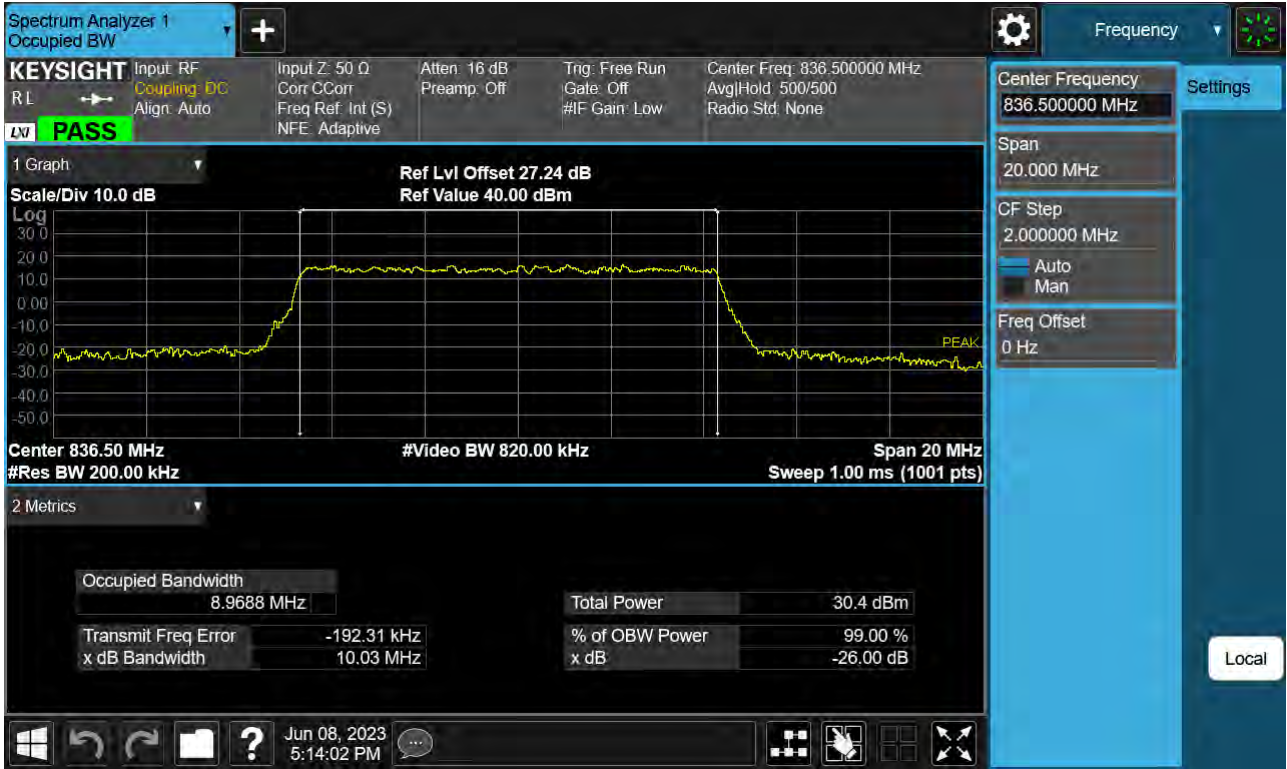 Spectrum Analyzer 1
Occupied BW
+
Frequency
KEYSIGHT
R L
LXI
PASS
Input: RF
Coupling: DC
Align: Auto
Input Z: 50 Ω
Corr CCorr
Freq Ref: Int (S)
NFE: Adaptive
Atten: 16 dB
Preamp: Off
Trig: Free Run
Gate: Off
#IF Gain: Low
Center Freq: 836.500000 MHz
Avg|Hold: 500/500
Radio Std: None
Center Frequency
836.500000 MHz
Settings
Span
20.000 MHz
CF Step
2.000000 MHz
Auto
Man
Freq Offset
0 Hz
1 Graph
Ref Lvl Offset 27.24 dB
Scale/Div 10.0 dB
Ref Value 40.00 dBm
Log
30.0
20.0
10.0
0.00
-10.0
-20.0
-30.0
-40.0
-50.0
PEAK
Center 836.50 MHz
#Video BW 820.00 kHz
Span 20 MHz
#Res BW 200.00 kHz
Sweep 1.00 ms (1001 pts)
2 Metrics
Occupied Bandwidth
8.9688 MHz
Total Power 30.4 dBm
Transmit Freq Error -192.31 kHz
% of OBW Power 99.00 %
x dB Bandwidth 10.03 MHz
x dB -26.00 dB
Local
?
Jun 08, 2023
5:14:02 PM